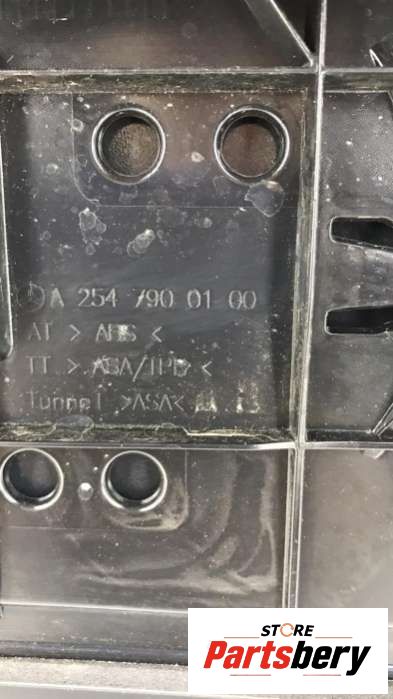 A 254 790 01 00
AT > ABS <
TT > ASA/TPE <
Tunnel >ASA<
STORE
Partsbery